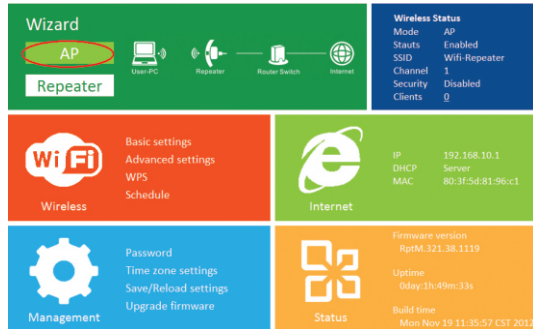 Wizard
AP
Repeater
User-PC
Repeater
Router Switch
Internet
Wireless Status
Mode AP
Stauts Enabled
SSID Wifi-Repeater
Channel 1
Security Disabled
Clients 0
Wi Fi
Wireless
Basic settings
Advanced settings
WPS
Schedule
Internet
IP 192.168.10.1
DHCP Server
MAC 80:3f:5d:81:96:c1
Management
Password
Time zone settings
Save/Reload settings
Upgrade firmware
Status
Firmware version
RptM.321.38.1119
Uptime
0day:1h:49m:33s
Build time
Mon Nov 19 11:35:57 CST 2012